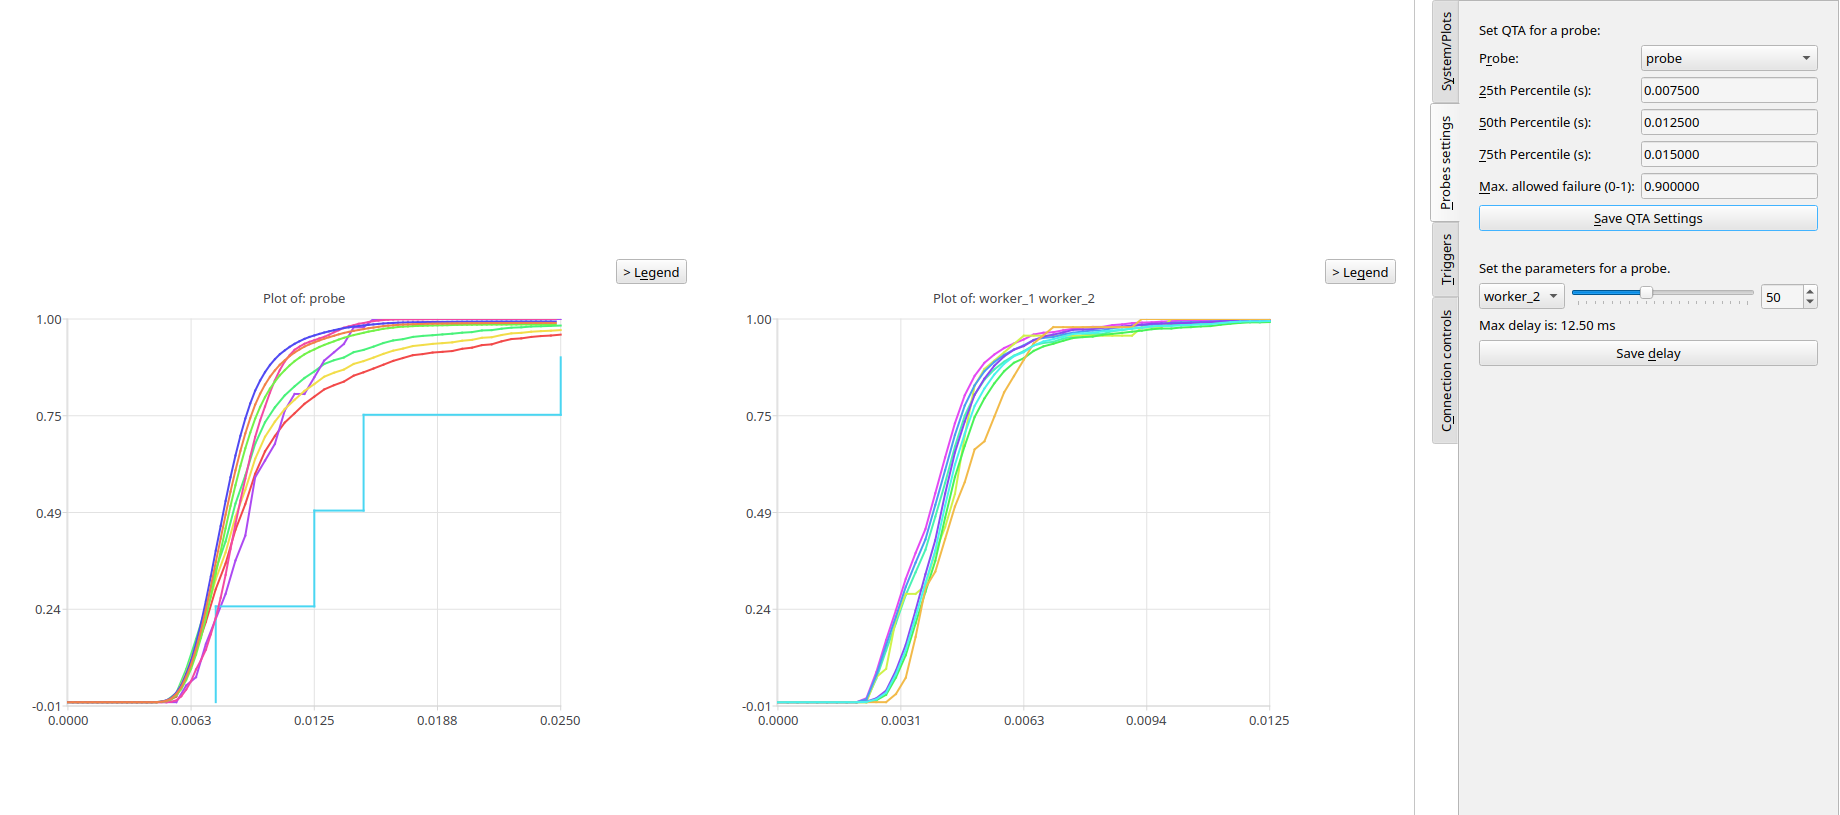 > Legend
Plot of: probe
1.00
0.75
0.49
0.24
-0.01
0.0000
0.0063
0.0125
0.0188
0.0250
> Legend
Plot of: worker_1 worker_2
1.00
0.75
0.49
0.24
-0.01
0.0000
0.0031
0.0063
0.0094
0.0125
System/Plots
Probes settings
Triggers
Connection controls
Set QTA for a probe:
Probe:
probe
25th Percentile (s):
0.007500
50th Percentile (s):
0.012500
75th Percentile (s):
0.015000
Max. allowed failure (0-1):
0.900000
Save QTA Settings
Set the parameters for a probe.
worker_2
50
Max delay is: 12.50 ms
Save delay